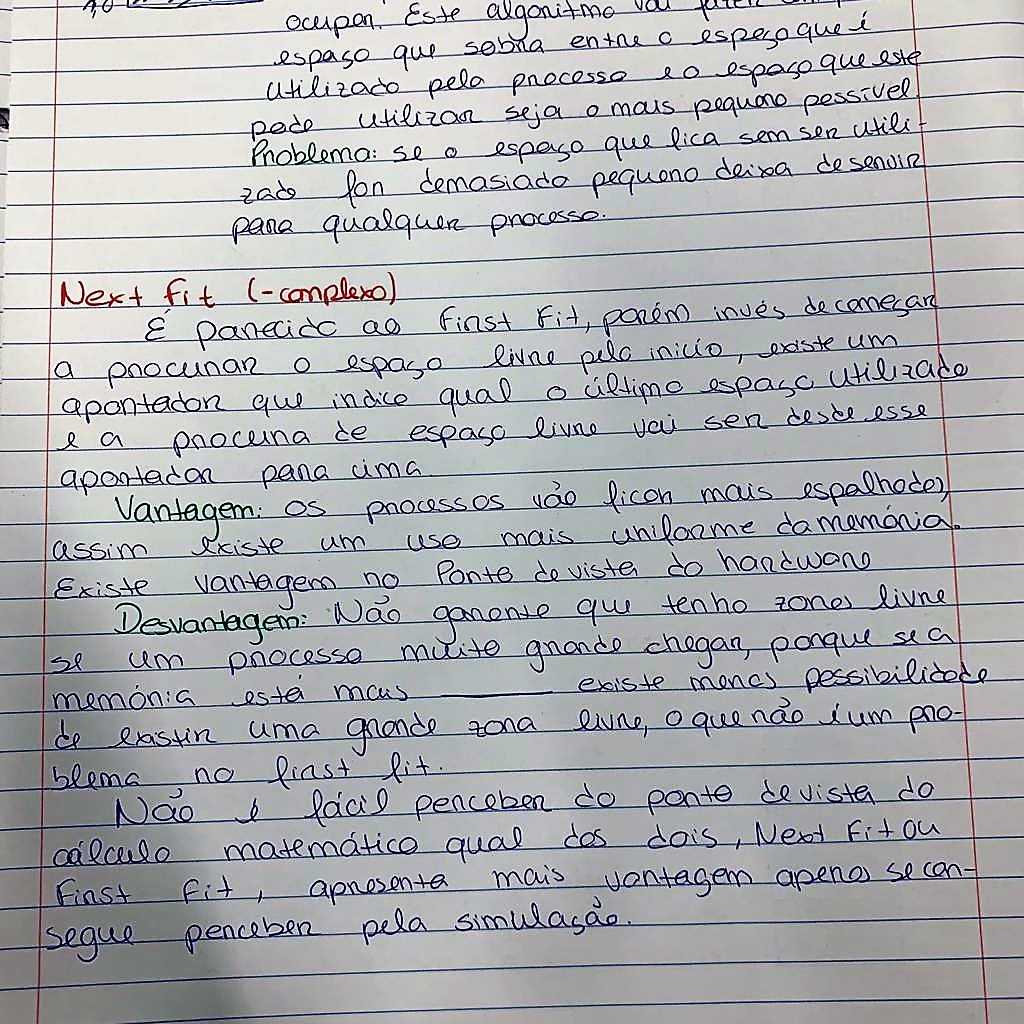 ocupar. Este algoritmo vai
espaço que sobra entre o espaço que é
utilizado pelo processo e o espaço que este
pode utilizar seja o mais pequeno possível
Problema: se o espaço que fica sem ser utili-
zado for demasiado pequeno deixa de servir
para qualquer processo.
Next fit (-complexo)
É parecido ao First Fit, porém invés de começar
a procurar o espaço livre pelo inicio, existe um
apontador que indica qual o último espaço utilizado
e a procura de espaço livre vai ser desde esse
apontador para cima
Vantagem: os processos vão ficar mais espalhados,
assim existe um uso mais uniforme da memória.
Existe vantagem no Ponto de vista do hardware
Desvantagem: Não garante que tenho zonas livre
se um processo muito grande chegar, porque se a
memória está mais ______ existe menos possibilidade
de existir uma grande zona livre, o que não é um pro-
blema no first fit.
Não é fácil perceber do ponto de vista do
cálculo matemático qual dos dois, Next Fit ou
First Fit, apresenta mais vantagem apenas se con-
segue perceber pela simulação.